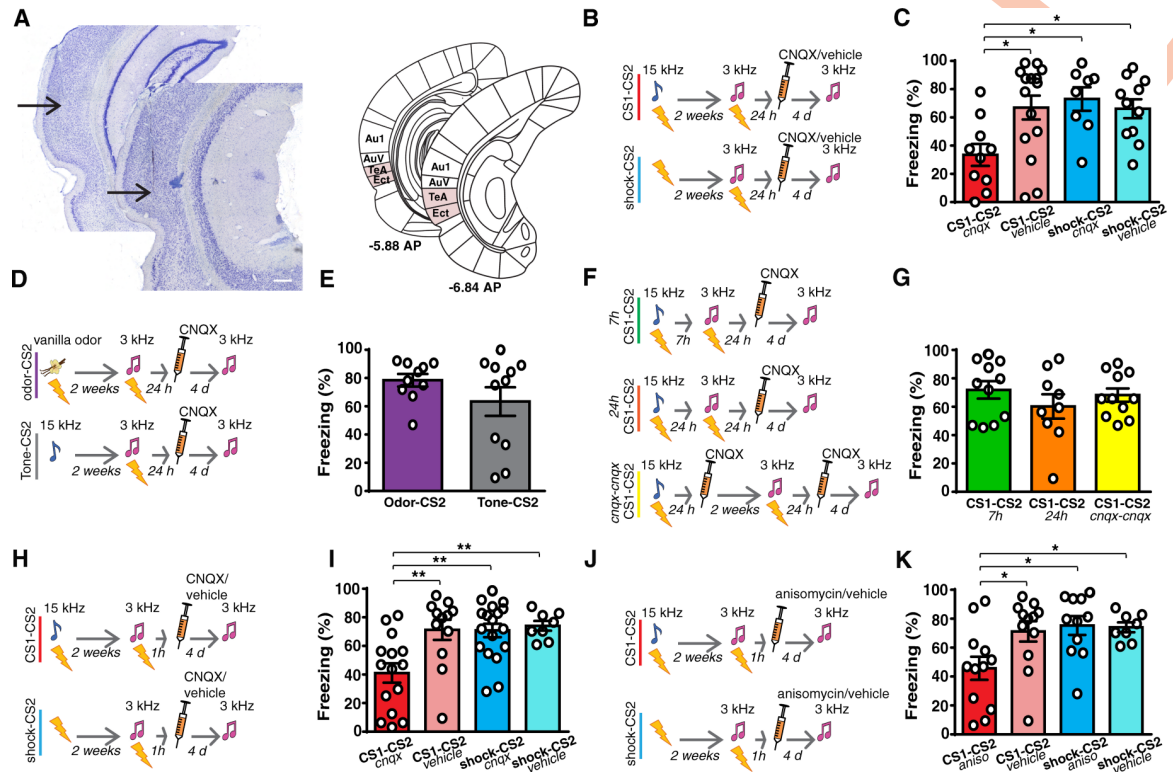 A
Au1
AuV
TeA
Ect
Au1
AuV
TeA
Ect
-5.88 AP
-6.84 AP
B
CNQX/vehicle
15 kHz 3 kHz 3 kHz
CS1-CS2
2 weeks 24 h 4 d
CNQX/vehicle
3 kHz 3 kHz
shock-CS2
2 weeks 24 h 4 d
C
* * *
Freezing (%)
100
80
60
40
20
0
CS1-CS2 cnqx
CS1-CS2 vehicle
shock-CS2 cnqx
shock-CS2 vehicle
D
vanilla odor 3 kHz CNQX 3 kHz
odor-CS2
2 weeks 24 h 4 d
15 kHz 3 kHz CNQX 3 kHz
Tone-CS2
2 weeks 24 h 4 d
E
Freezing (%)
100
80
60
40
20
0
Odor-CS2 Tone-CS2
F
CNQX
15 kHz 3 kHz 3 kHz
7h
CS1-CS2
7h 24 h 4 d
CNQX
15 kHz 3 kHz 3 kHz
24h
CS1-CS2
24 h 24 h 4 d
15 kHz CNQX 3 kHz CNQX 3 kHz
cnqx-cnqx
CS1-CS2
24 h 2 weeks 24 h 4 d
G
Freezing (%)
100
80
60
40
20
0
CS1-CS2 CS1-CS2 CS1-CS2
7h 24h cnqx-cnqx
H
CNQX/
vehicle
15 kHz 3 kHz 3 kHz
CS1-CS2
2 weeks 1h 4 d
CNQX/
vehicle
3 kHz 3 kHz
shock-CS2
2 weeks 1h 4 d
I
** ** **
Freezing (%)
100
80
60
40
20
0
CS1-CS2 cnqx
CS1-CS2 vehicle
shock-CS2 cnqx
shock-CS2 vehicle
J
anisomycin/vehicle
15 kHz 3 kHz 3 kHz
CS1-CS2
2 weeks 1h 4 d
anisomycin/vehicle
3 kHz 3 kHz
shock-CS2
2 weeks 1h 4 d
K
* * *
Freezing (%)
100
80
60
40
20
0
CS1-CS2 aniso
CS1-CS2 vehicle
shock-CS2 aniso
shock-CS2 vehicle